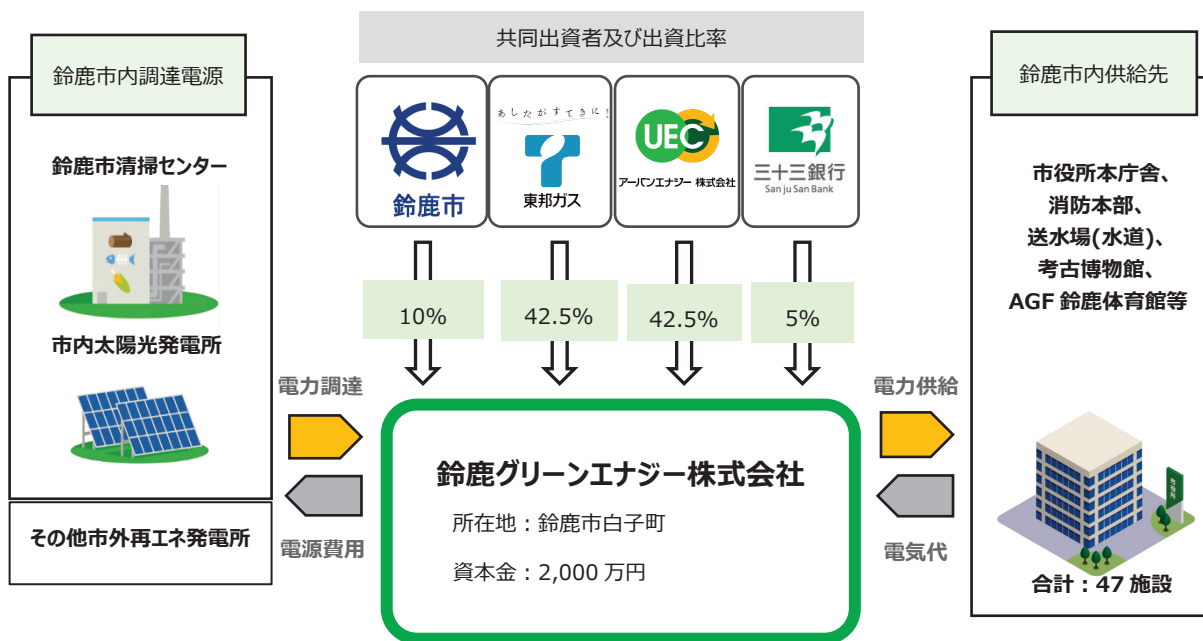 共同出資者及び出資比率
鈴鹿市内調達電源
鈴鹿市清掃センター
市内太陽光発電所
その他市外再エネ発電所
鈴鹿市
あしたがすてきに!
東邦ガス
UEC
アーバンエナジー 株式会社
三十三銀行
San ju San Bank
10%
42.5%
42.5%
5%
電力調達
電源費用
鈴鹿グリーンエナジー株式会社
所在地：鈴鹿市白子町
資本金：2,000 万円
電力供給
電気代
鈴鹿市内供給先
市役所本庁舎、
消防本部、
送水場(水道)、
考古博物館、
AGF 鈴鹿体育館等
市役所
合計：47 施設